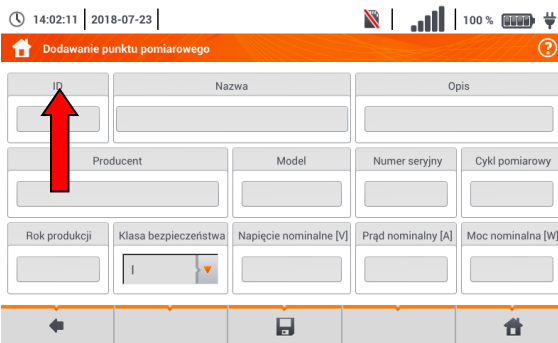 14:02:11 2018-07-23 100 %
Dodawanie punktu pomiarowego ?
ID Nazwa Opis
Producent Model Numer seryjny Cykl pomiarowy
Rok produkcji Klasa bezpieczeństwa Napięcie nominalne [V] Prąd nominalny [A] Moc nominalna [W]
I